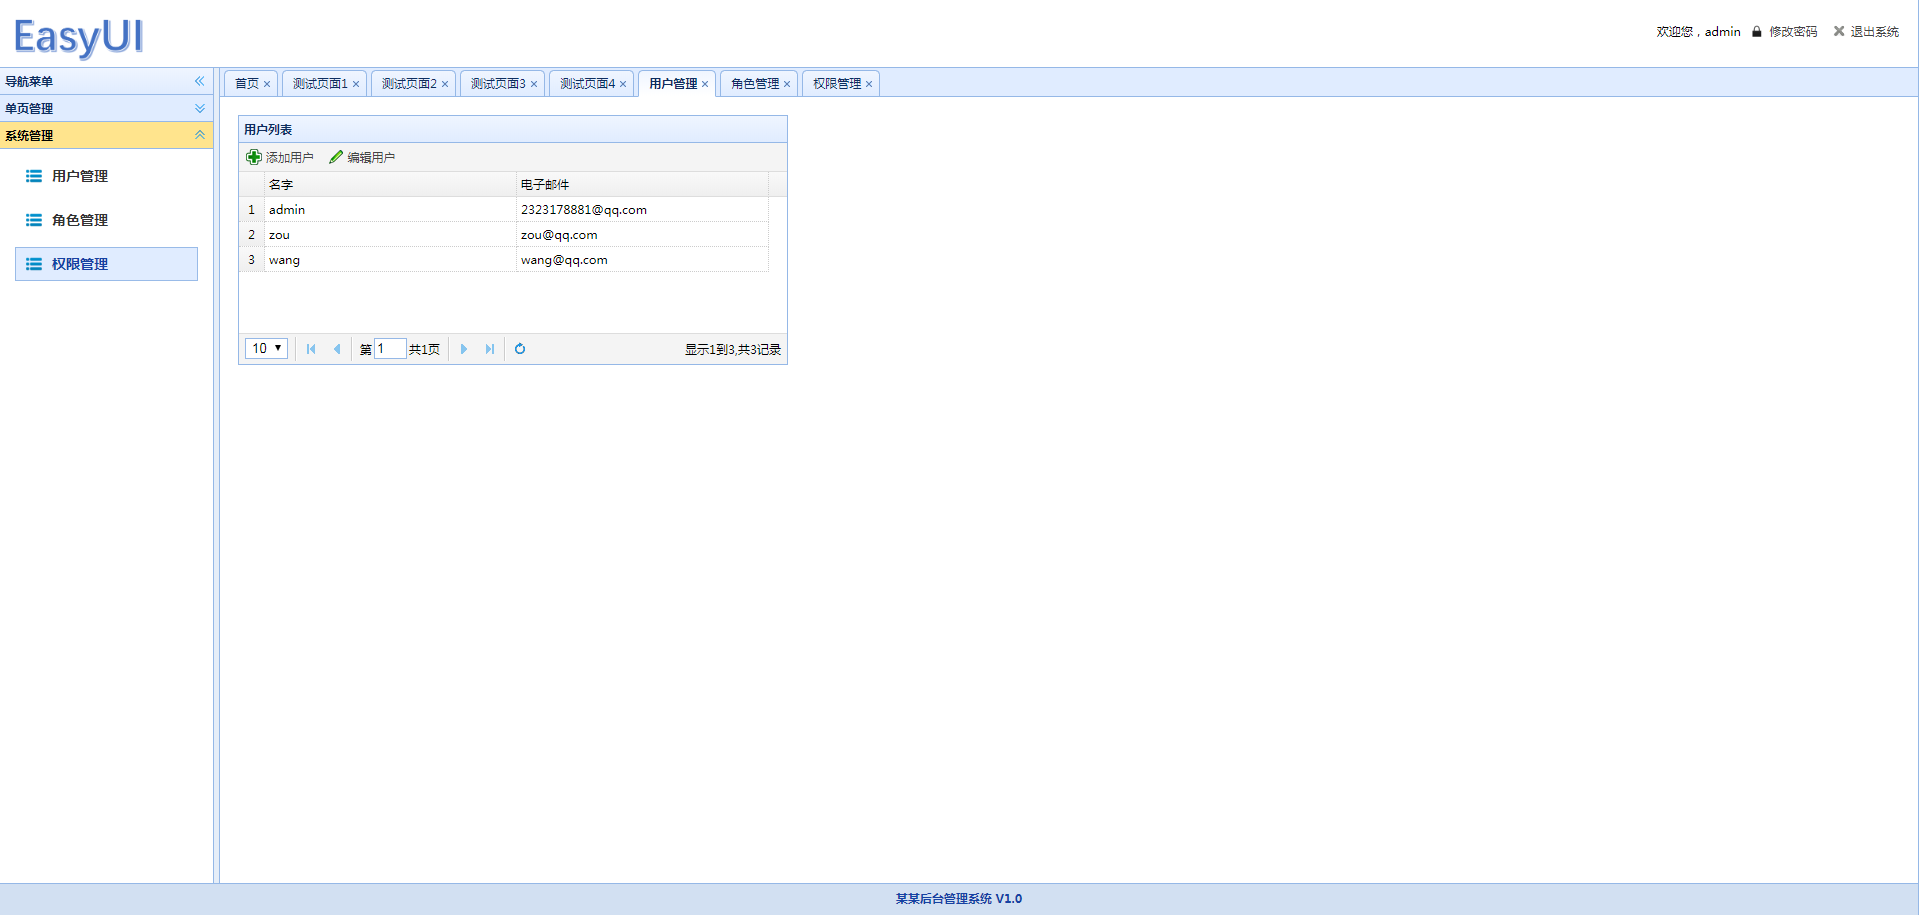 EasyUI
欢迎您，admin 修改密码 退出系统
导航菜单
单页管理
系统管理
用户管理
角色管理
权限管理
首页 测试页面1 测试页面2 测试页面3 测试页面4 用户管理 角色管理 权限管理
用户列表
添加用户 编辑用户
名字 电子邮件
1 admin 2323178881@qq.com
2 zou zou@qq.com
3 wang wang@qq.com
10 第 1 共1页 显示1到3,共3记录
某某后台管理系统 V1.0